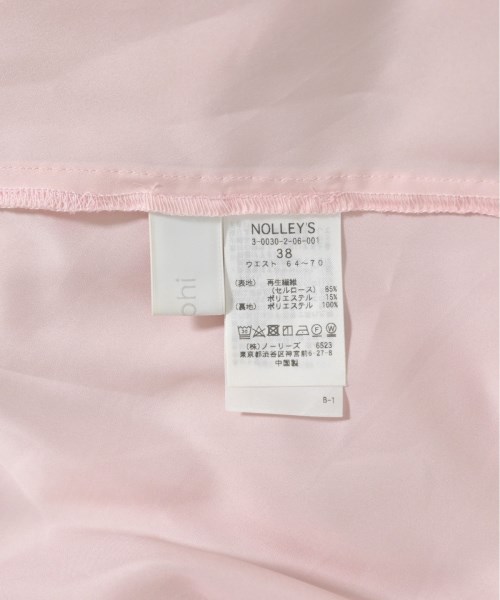 NOLLEY'S
3-0030-2-06-001
38
ウエスト 64~70
(表地) 再生繊維
(セルロース) 85%
ポリエステル 15%
(裏地) ポリエステル 100%
(株)ノーリーズ 6523
東京都渋谷区神宮前6-27-8
中国製
B-1
phi